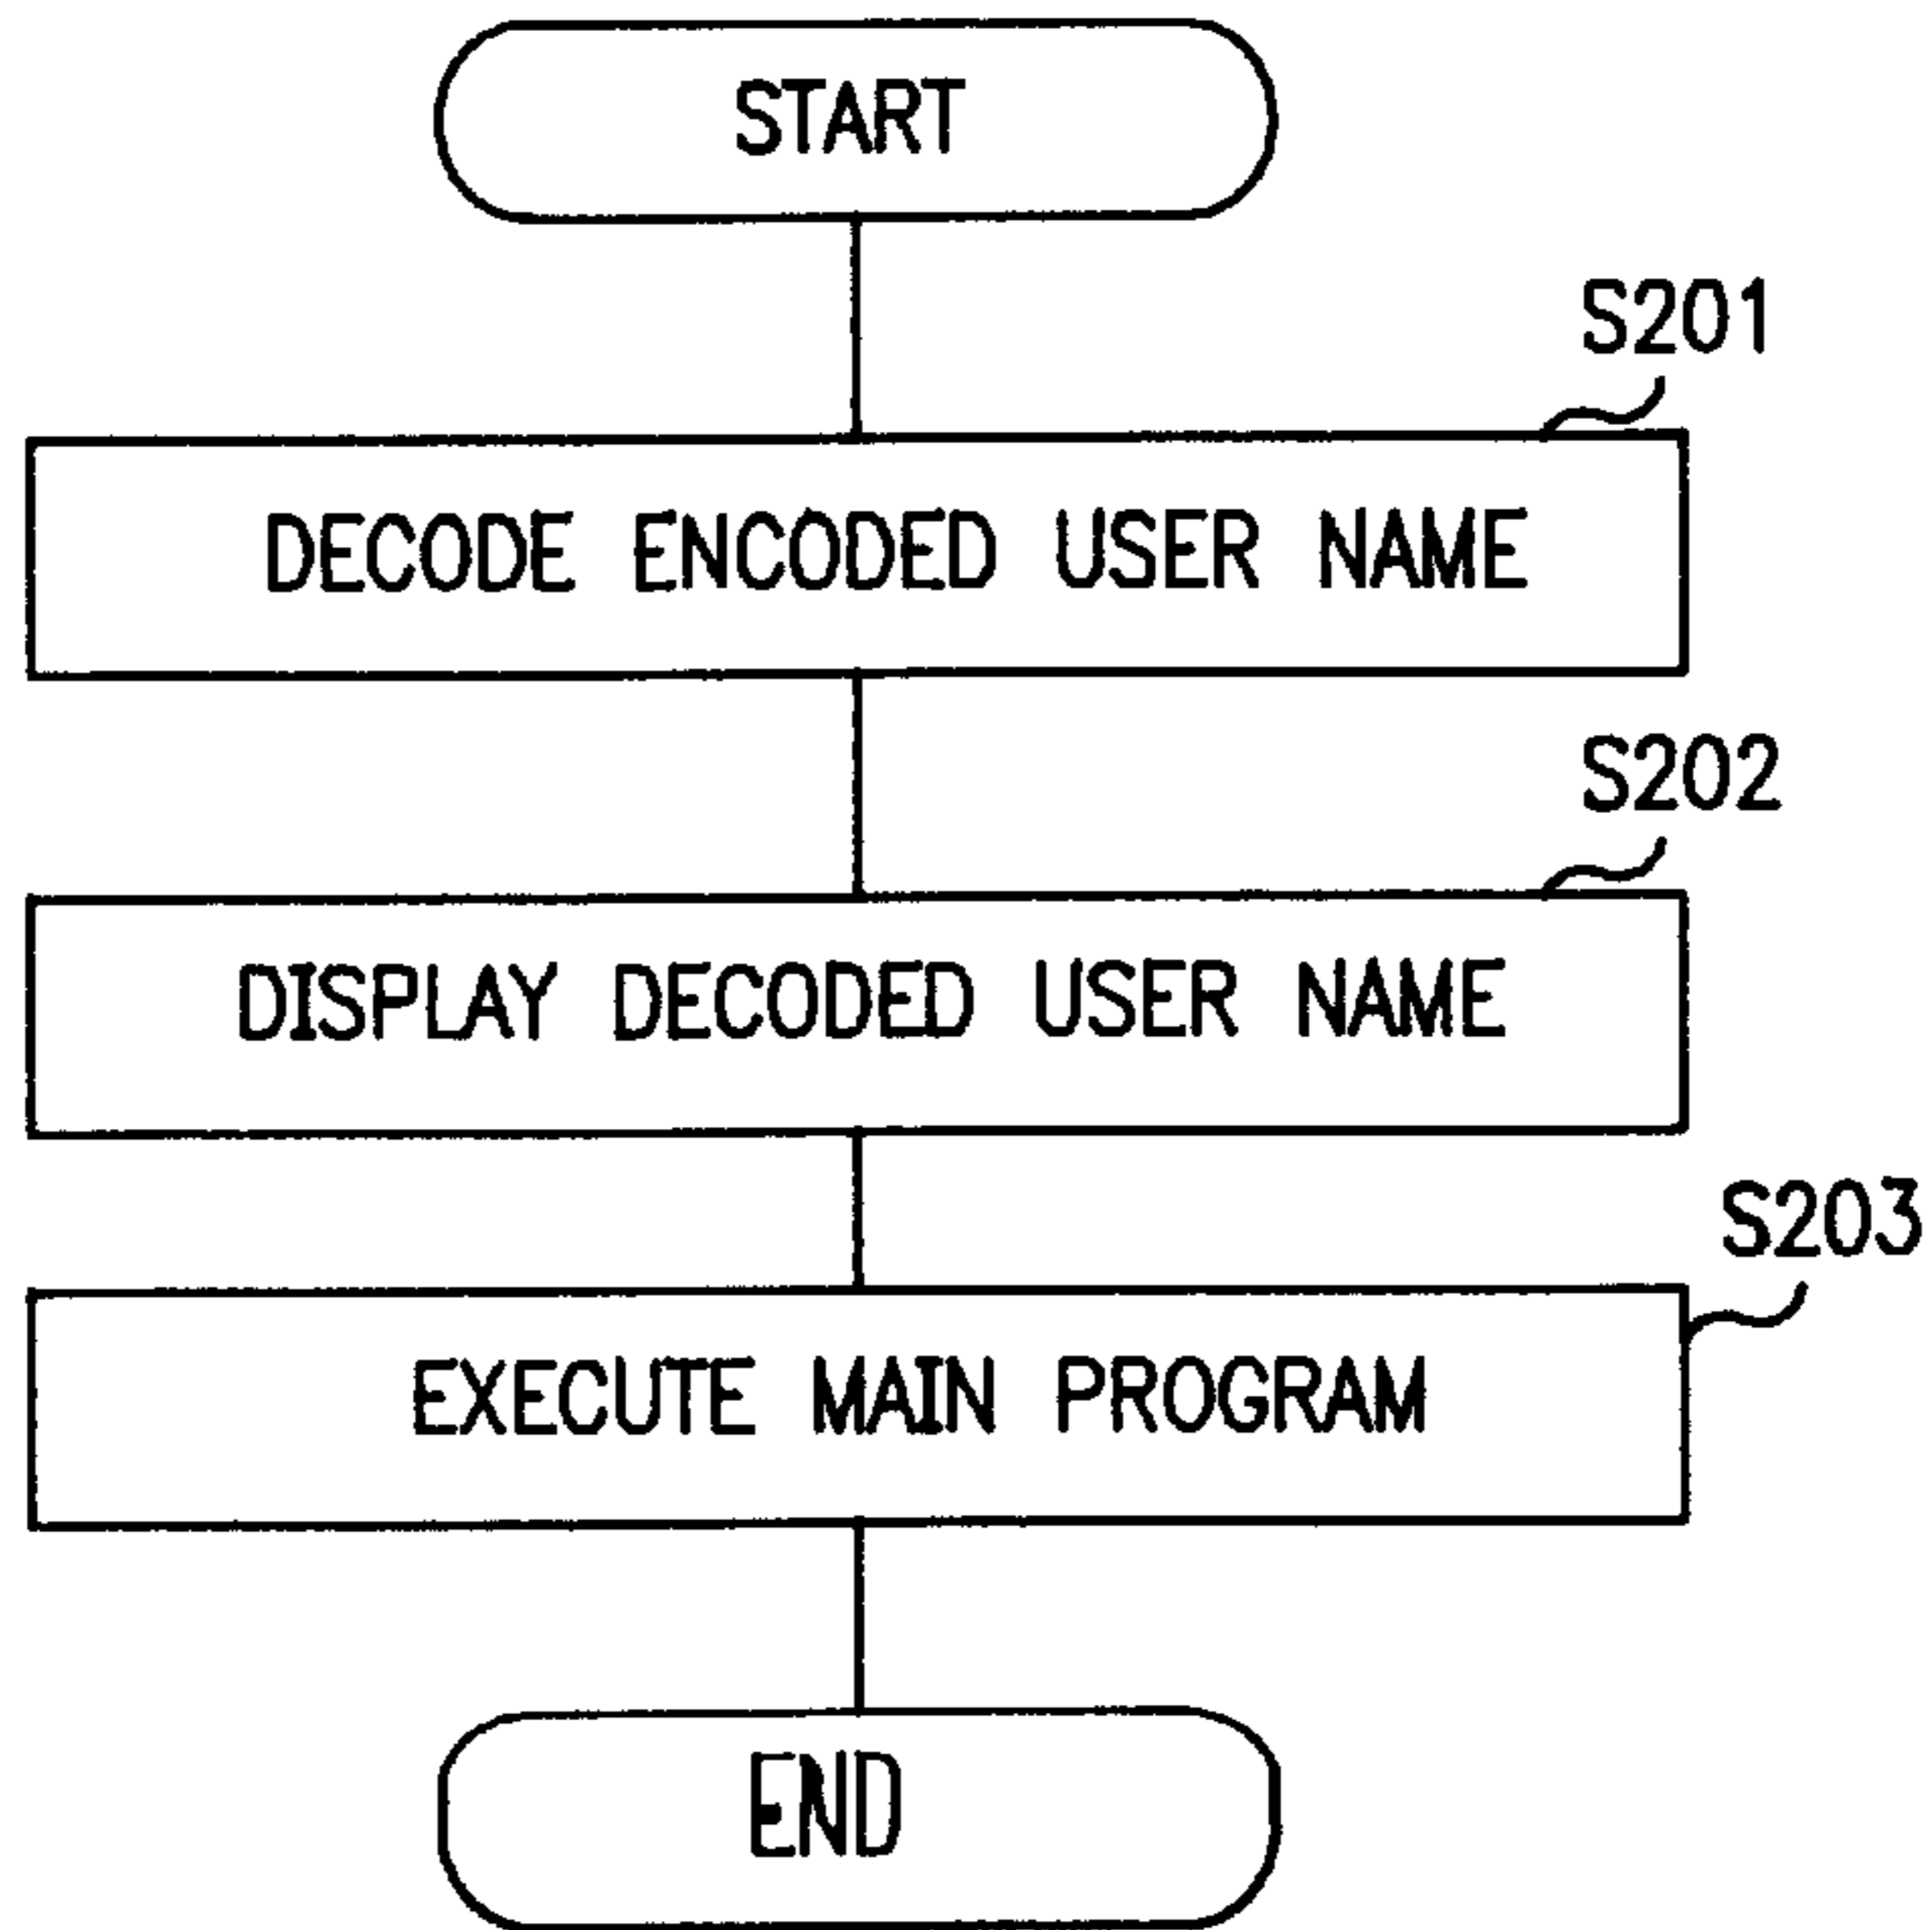 START
S201
DECODE ENCODED USER NAME
S202
DISPLAY DECODED USER NAME
S203
EXECUTE MAIN PROGRAM
END